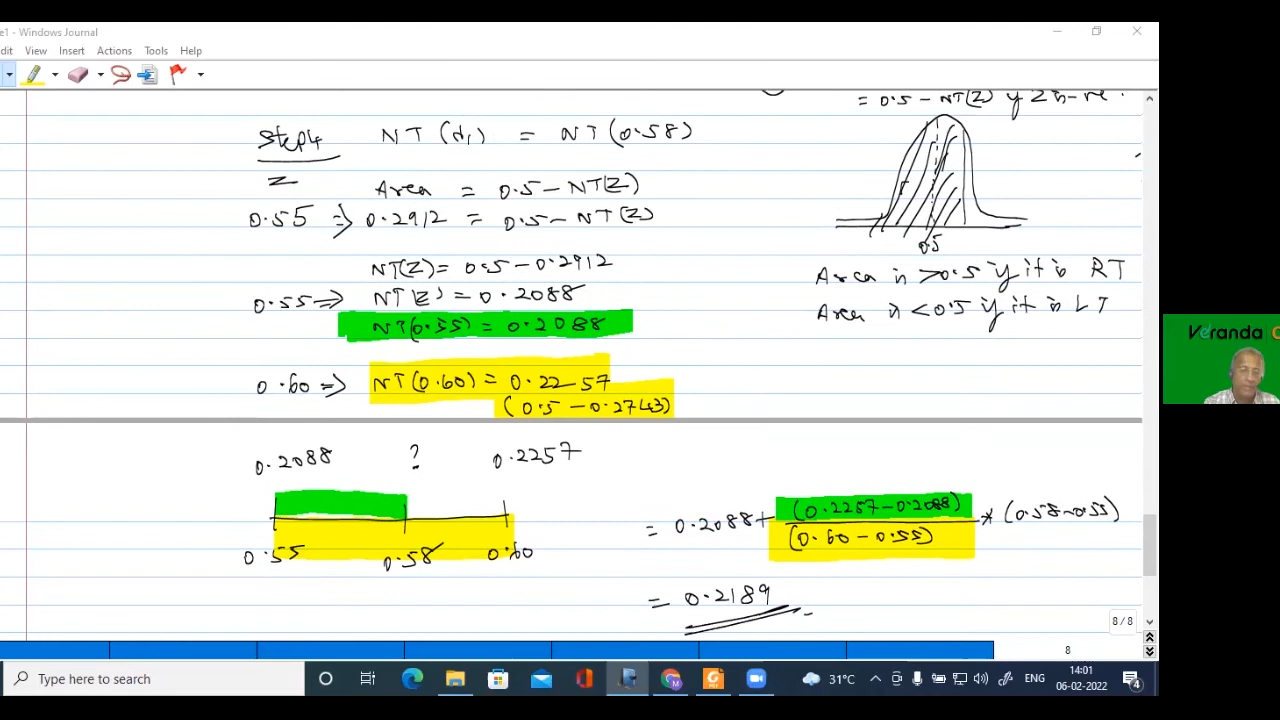 e1 - Windows Journal
dit View Insert Actions Tools Help
= 0.5 - NT(Z) if Z is -ve.
Step4 NT(d₁) = NT(0.58)
Z Area = 0.5 - NT(Z)
0.55 ⇒ 0.2912 = 0.5 - NT(Z)
NT(Z) = 0.5 - 0.2912
0.55 ⇒ NT(Z) = 0.2088
NT(0.55) = 0.2088
0.60 ⇒ NT(0.60) = 0.2257
(0.5 - 0.2743)
0.5
Area is >0.5 if it is RT
Area is <0.5 if it is LT
0.2088 ? 0.2257
0.55 0.58 0.60
= 0.2088 + (0.2257 - 0.2088) * (0.58 - 0.55)
(0.60 - 0.55)
= 0.2189
8 / 8
8
Veranda
Type here to search
31°C ENG 14:01
06-02-2022
4